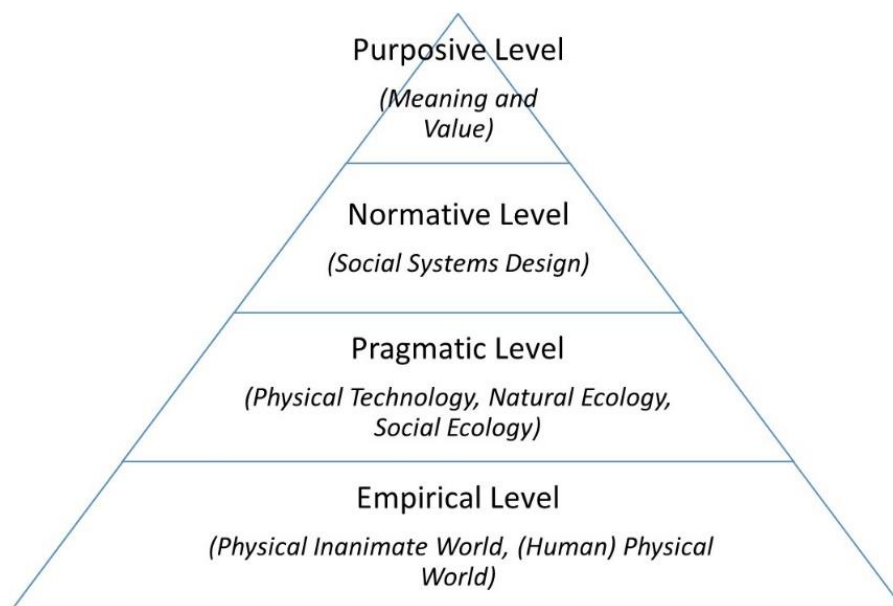 Purposive Level
(Meaning and
Value)
Normative Level
(Social Systems Design)
Pragmatic Level
(Physical Technology, Natural Ecology,
Social Ecology)
Empirical Level
(Physical Inanimate World, (Human) Physical
World)